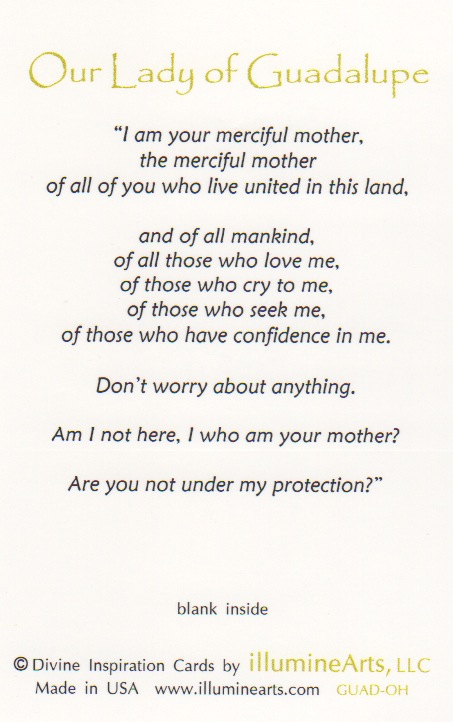 Our Lady of Guadalupe
“I am your merciful mother,
the merciful mother
of all of you who live united in this land,
and of all mankind,
of all those who love me,
of those who cry to me,
of those who seek me,
of those who have confidence in me.
Don’t worry about anything.
Am I not here, I who am your mother?
Are you not under my protection?”
blank inside
© Divine Inspiration Cards by illumineArts, LLC
Made in USA www.illuminearts.com GUAD-OH